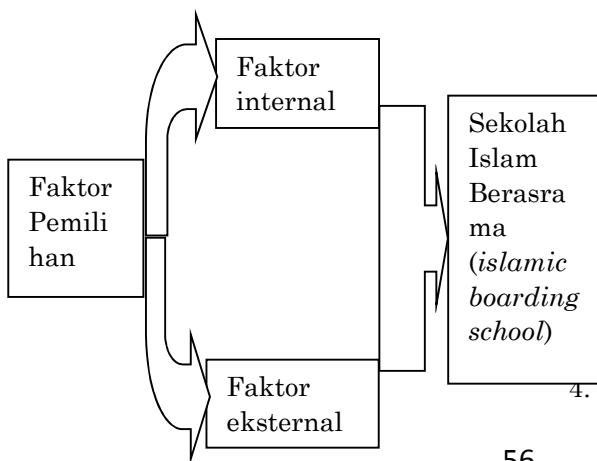 Faktor
Pemili
han
Faktor
internal
Faktor
eksternal
Sekolah
Islam
Berasra
ma
(islamic
boarding
school)
4.
56